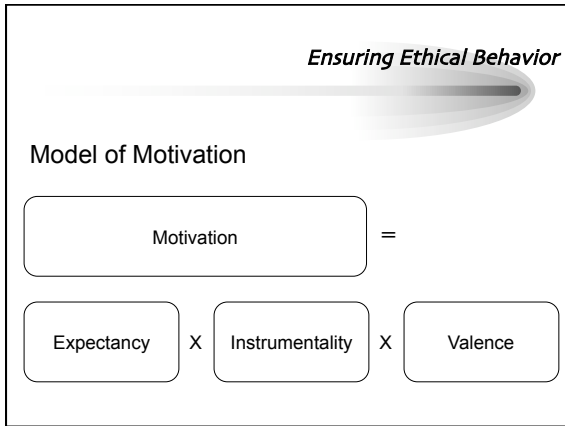 Ensuring Ethical Behavior
Model of Motivation
Motivation =
Expectancy X Instrumentality X Valence